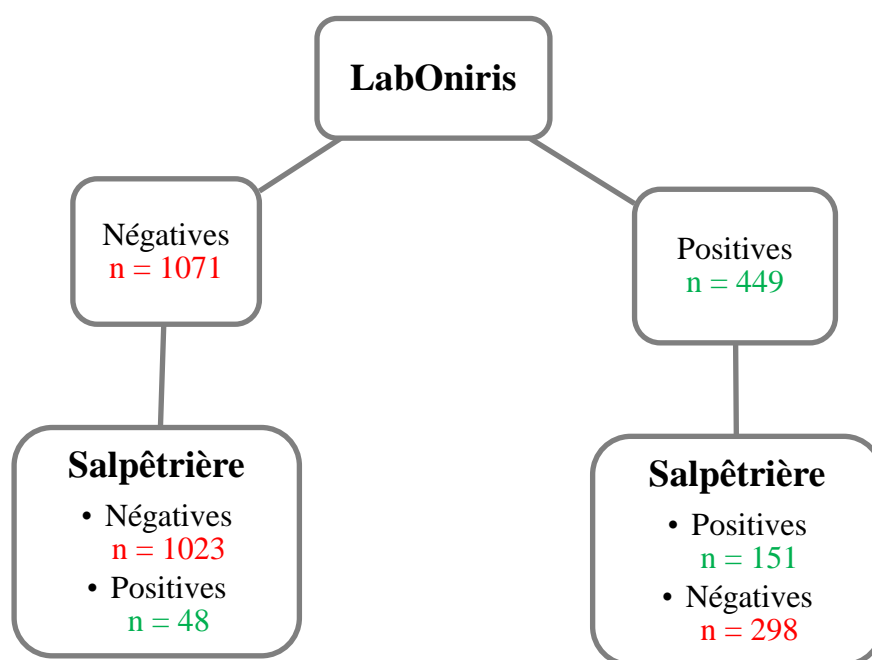 LabOniris
Négatives
n = 1071
Positives
n = 449
Salpêtrière
• Négatives
n = 1023
• Positives
n = 48
Salpêtrière
• Positives
n = 151
• Négatives
n = 298